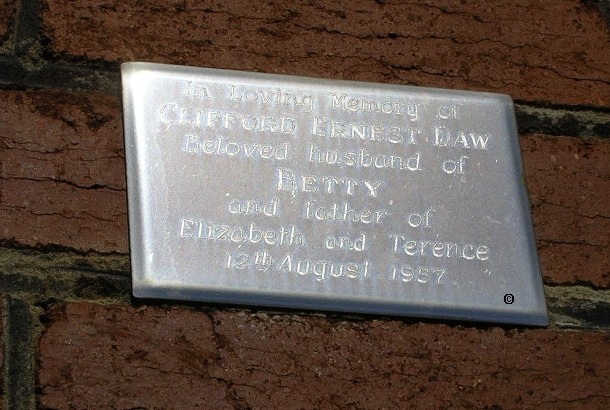 In Loving Memory of
CLIFFORD ERNEST DAW
Beloved husband of
BETTY
and father of
Elizabeth and Terence
12th August 1987
©